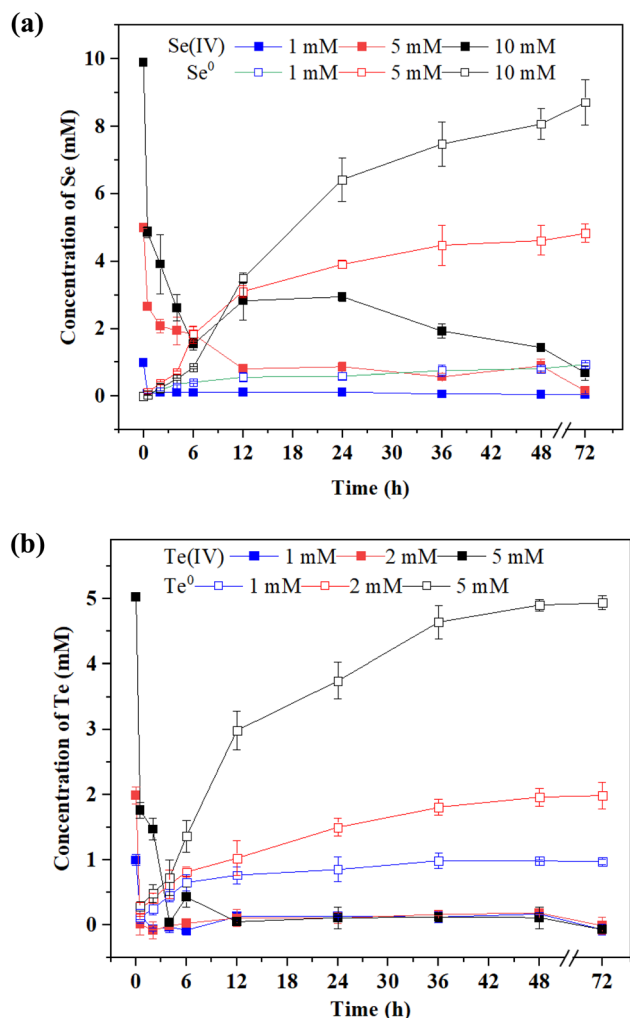 (a)
Se(IV) 1 mM 5 mM 10 mM
Se⁰ 1 mM 5 mM 10 mM
10
8
6
4
2
0
Concentration of Se (mM)
0 6 12 18 24 30 36 42 48 72
Time (h)
(b)
Te(IV) 1 mM 2 mM 5 mM
Te⁰ 1 mM 2 mM 5 mM
5
4
3
2
1
0
Concentration of Te (mM)
0 6 12 18 24 30 36 42 48 72
Time (h)